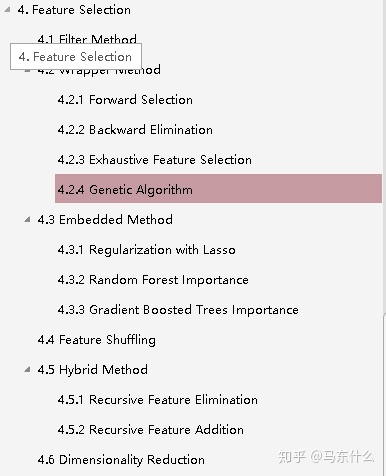 4. Feature Selection
4.1 Filter Method
4. Feature Selection
4.2 Wrapper Method
4.2.1 Forward Selection
4.2.2 Backward Elimination
4.2.3 Exhaustive Feature Selection
4.2.4 Genetic Algorithm
4.3 Embedded Method
4.3.1 Regularization with Lasso
4.3.2 Random Forest Importance
4.3.3 Gradient Boosted Trees Importance
4.4 Feature Shuffling
4.5 Hybrid Method
4.5.1 Recursive Feature Elimination
4.5.2 Recursive Feature Addition
4.6 Dimensionality Reduction
知乎 @马东什么